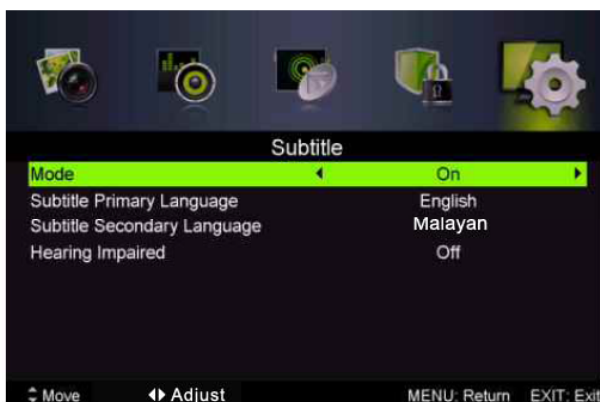 Subtitle
Mode On
Subtitle Primary Language English
Subtitle Secondary Language Malayan
Hearing Impaired Off
Move Adjust MENU: Return EXIT: Exit